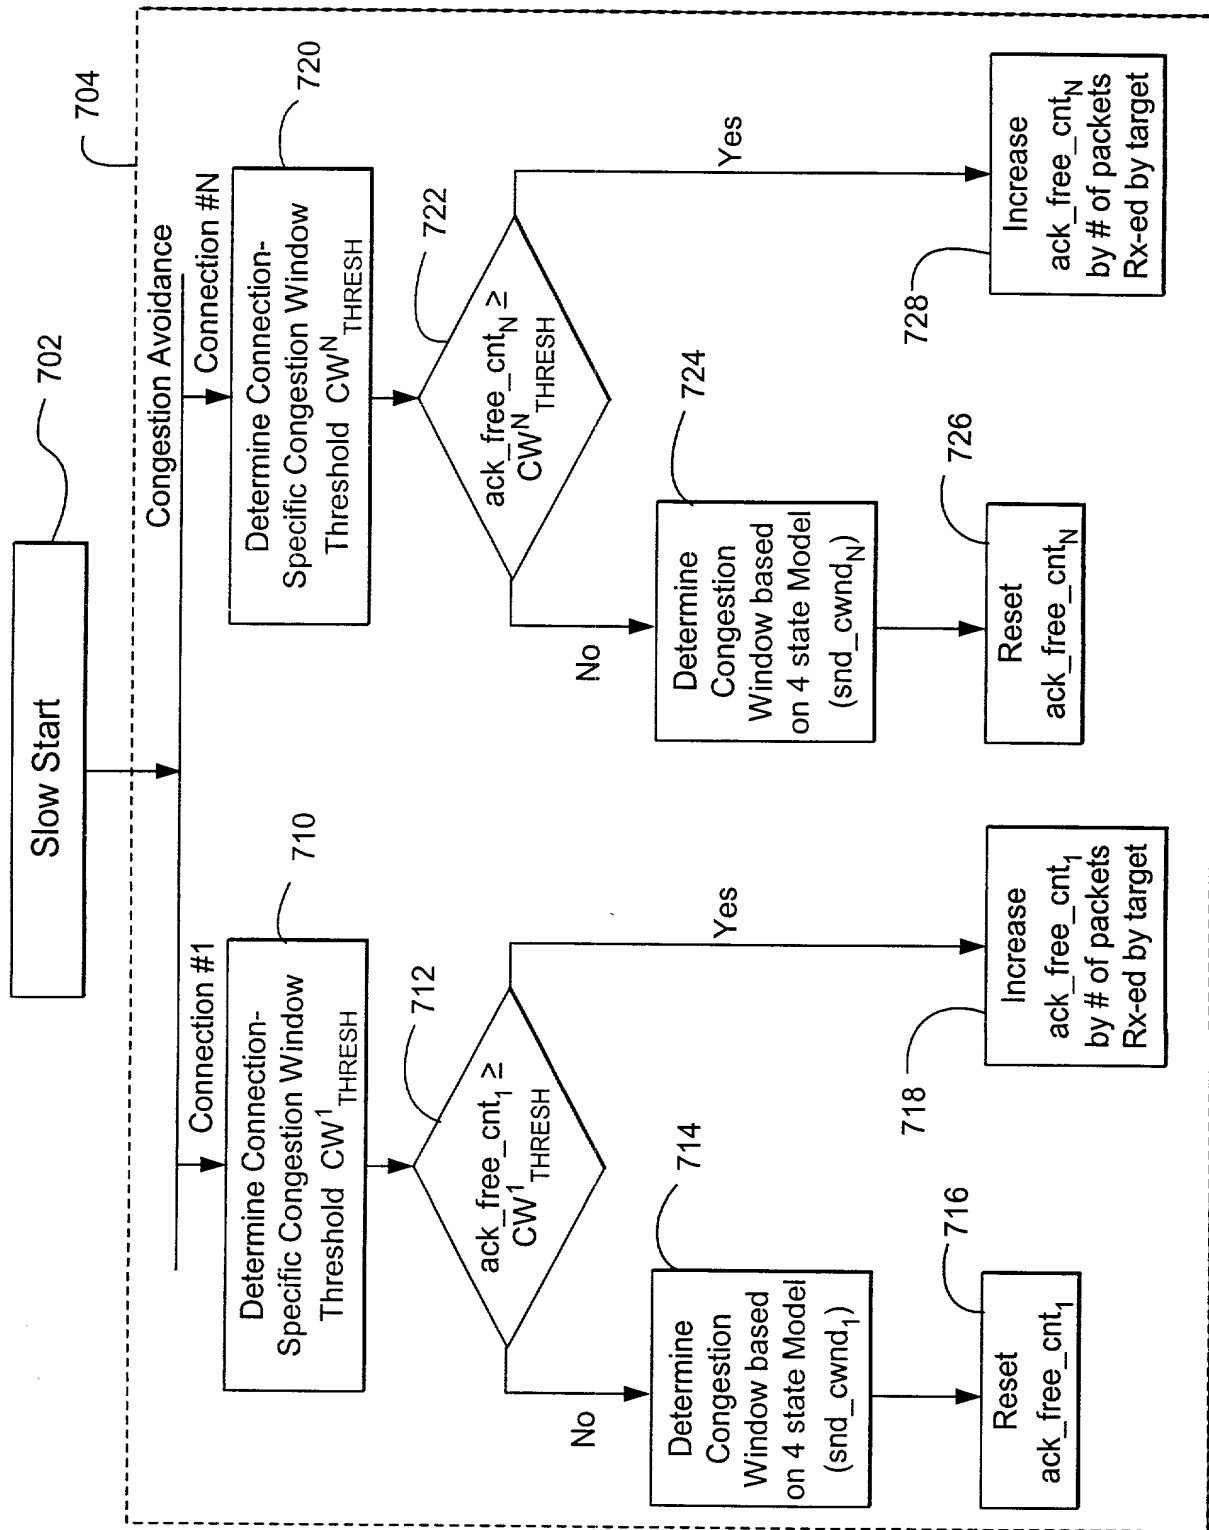 Slow Start
702
704
Congestion Avoidance
Connection #1
Determine Connection-
Specific Congestion Window
Threshold CW¹THRESH
710
ack_free_cnt₁ ≥
CW¹THRESH
712
No
Yes
Determine
Congestion
Window based
on 4 state Model
(snd_cwnd₁)
714
Reset
ack_free_cnt₁
716
Increase
ack_free_cnt₁
by # of packets
Rx-ed by target
718
Connection #N
Determine Connection-
Specific Congestion Window
Threshold CWᴺTHRESH
720
ack_free_cntN ≥
CWᴺTHRESH
722
No
Yes
Determine
Congestion
Window based
on 4 state Model
(snd_cwndN)
724
Reset
ack_free_cntN
726
Increase
ack_free_cntN
by # of packets
Rx-ed by target
728